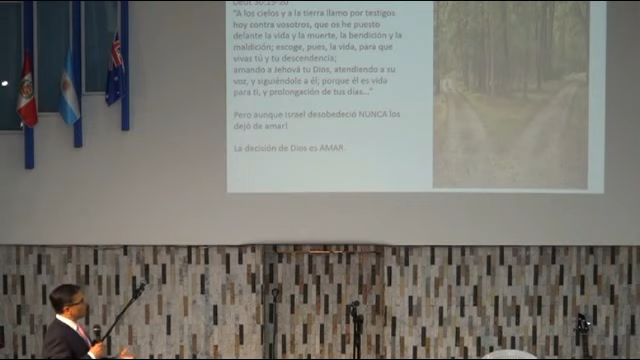 Deut 30:19-20
"A los cielos y a la tierra llamo por testigos
hoy contra vosotros, que os he puesto
delante la vida y la muerte, la bendición y la
maldición; escoge, pues, la vida, para que
vivas tú y tu descendencia;
amando a Jehová tu Dios, atendiendo a su
voz, y siguiéndole a él; porque él es vida
para ti, y prolongación de tus días..."
Pero aunque Israel desobedeció NUNCA los
dejó de amar!
La decisión de Dios es AMAR.